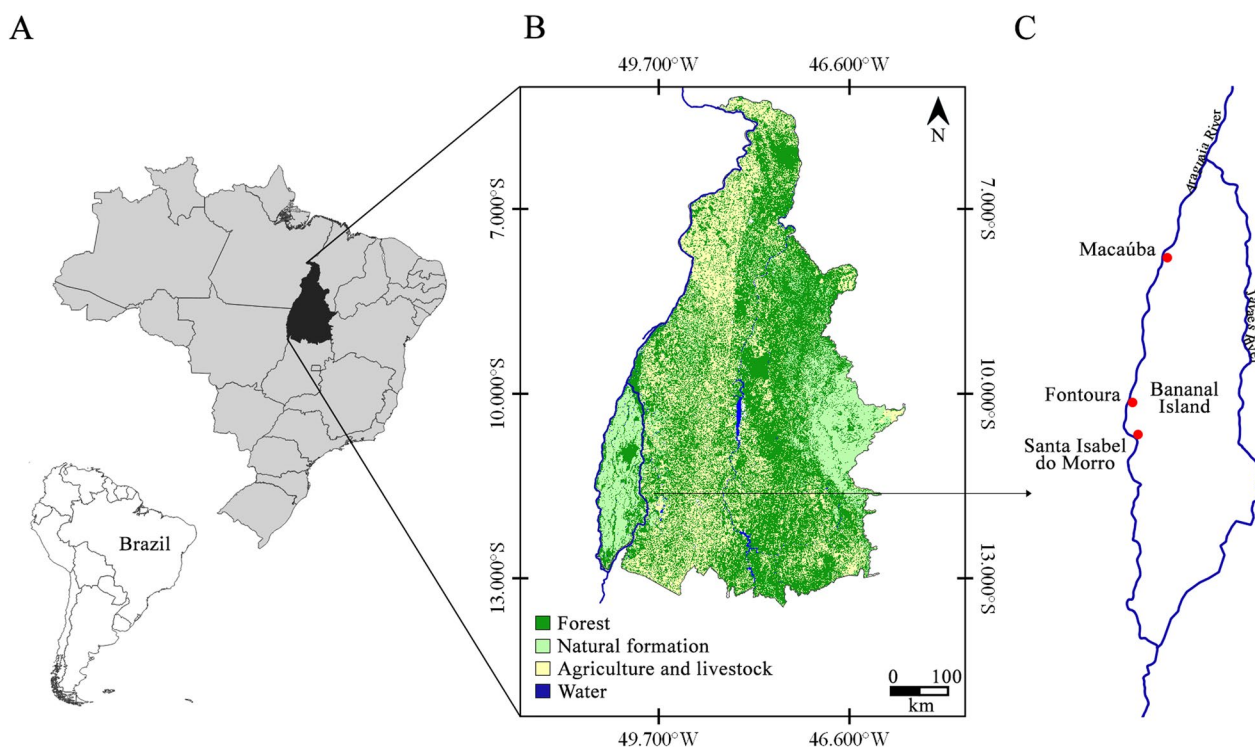 A
B
C
49.700°W
46.600°W
N
7.000°S
7.000°S
Araguaia River
Macaúba
10.000°S
10.000°S
Fontoura
Bananal
Island
Santa Isabel
do Morro
Brazil
13.000°S
13.000°S
Forest
Natural formation
Agriculture and livestock
Water
0
100
km
49.700°W
46.600°W